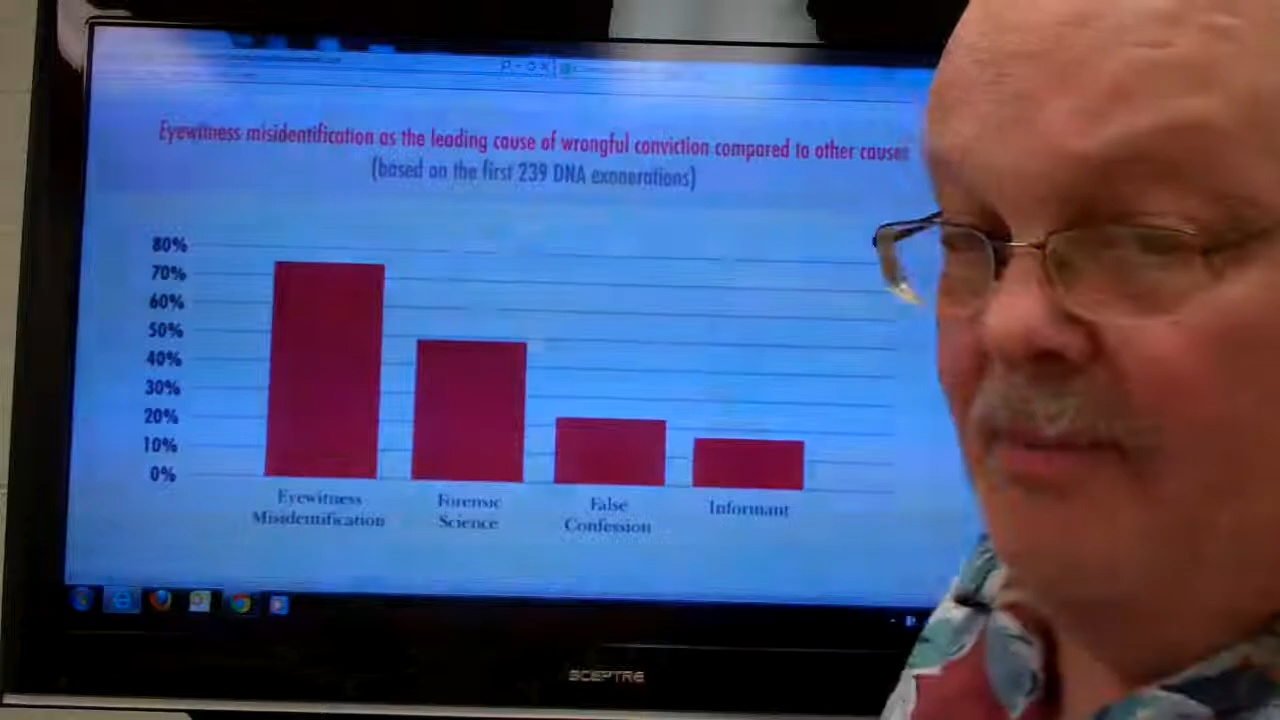 Eyewitness misidentification as the leading cause of wrongful conviction compared to other causes
(based on the first 239 DNA exonerations)
80%
70%
60%
50%
40%
30%
20%
10%
0%
Eyewitness
Misidentification
Forensic
Science
False
Confession
Informant
SCEPTRE